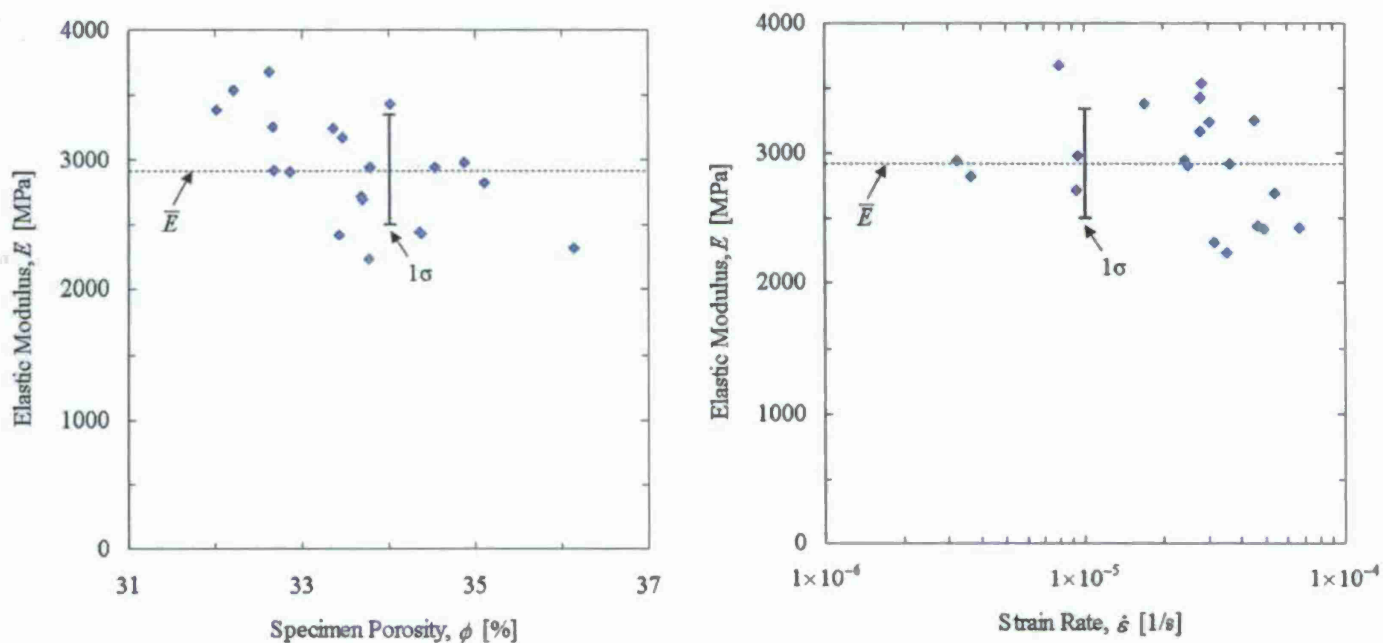 4000
3000
2000
1000
0
Elastic Modulus, E [MPa]
E̅
1σ
31
33
35
37
Specimen Porosity, ϕ [%]
4000
3000
2000
1000
0
Elastic Modulus, E [MPa]
E̅
1σ
1×10⁻⁶
1×10⁻⁵
1×10⁻⁴
Strain Rate, ε̇ [1/s]